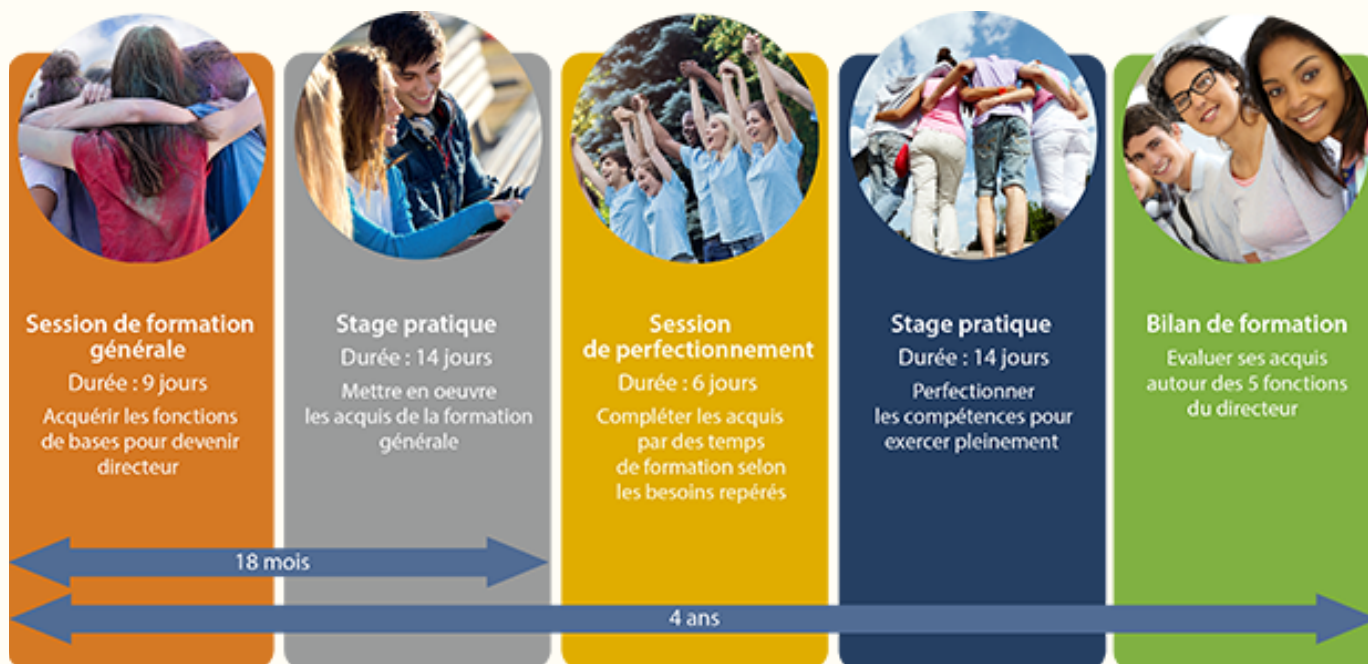 Session de formation
générale
Durée : 9 jours
Acquérir les fonctions
de bases pour devenir
directeur
Stage pratique
Durée : 14 jours
Mettre en oeuvre
les acquis de la formation
générale
Session
de perfectionnement
Durée : 6 jours
Compléter les acquis
par des temps
de formation selon
les besoins repérés
Stage pratique
Durée : 14 jours
Perfectionner
les compétences pour
exercer pleinement
Bilan de formation
Evaluer ses acquis
autour des 5 fonctions
du directeur
18 mois
4 ans